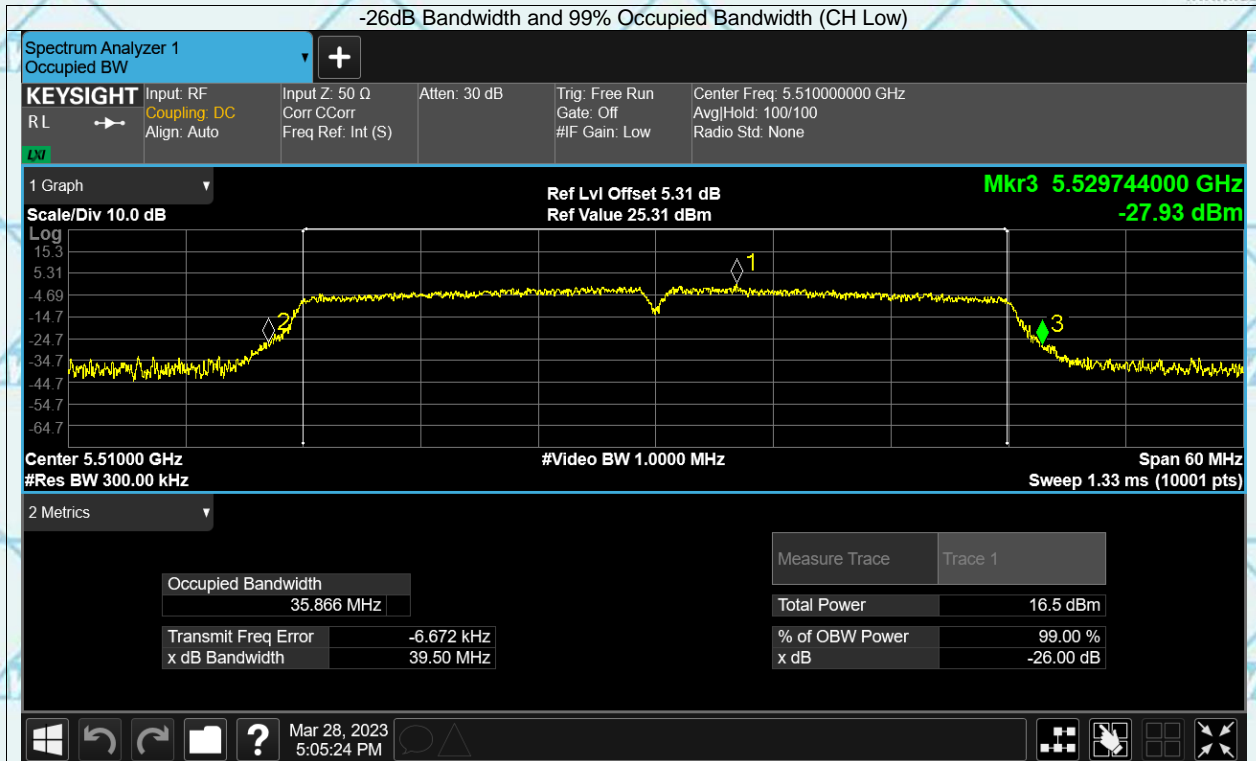 -26dB Bandwidth and 99% Occupied Bandwidth (CH Low)
Spectrum Analyzer 1
Occupied BW
KEYSIGHT
RL
LXI
Input: RF
Coupling: DC
Align: Auto
Input Z: 50 Ω
Corr CCorr
Freq Ref: Int (S)
Atten: 30 dB
Trig: Free Run
Gate: Off
#IF Gain: Low
Center Freq: 5.510000000 GHz
Avg|Hold: 100/100
Radio Std: None
1 Graph
Scale/Div 10.0 dB
Ref Lvl Offset 5.31 dB
Ref Value 25.31 dBm
Mkr3 5.529744000 GHz
-27.93 dBm
Log
15.3
5.31
-4.69
-14.7
-24.7
-34.7
-44.7
-54.7
-64.7
1
2
3
Center 5.51000 GHz
#Res BW 300.00 kHz
#Video BW 1.0000 MHz
Span 60 MHz
Sweep 1.33 ms (10001 pts)
2 Metrics
Measure Trace Trace 1
Occupied Bandwidth
35.866 MHz
Total Power 16.5 dBm
Transmit Freq Error -6.672 kHz
% of OBW Power 99.00 %
x dB Bandwidth 39.50 MHz
x dB -26.00 dB
?
Mar 28, 2023
5:05:24 PM